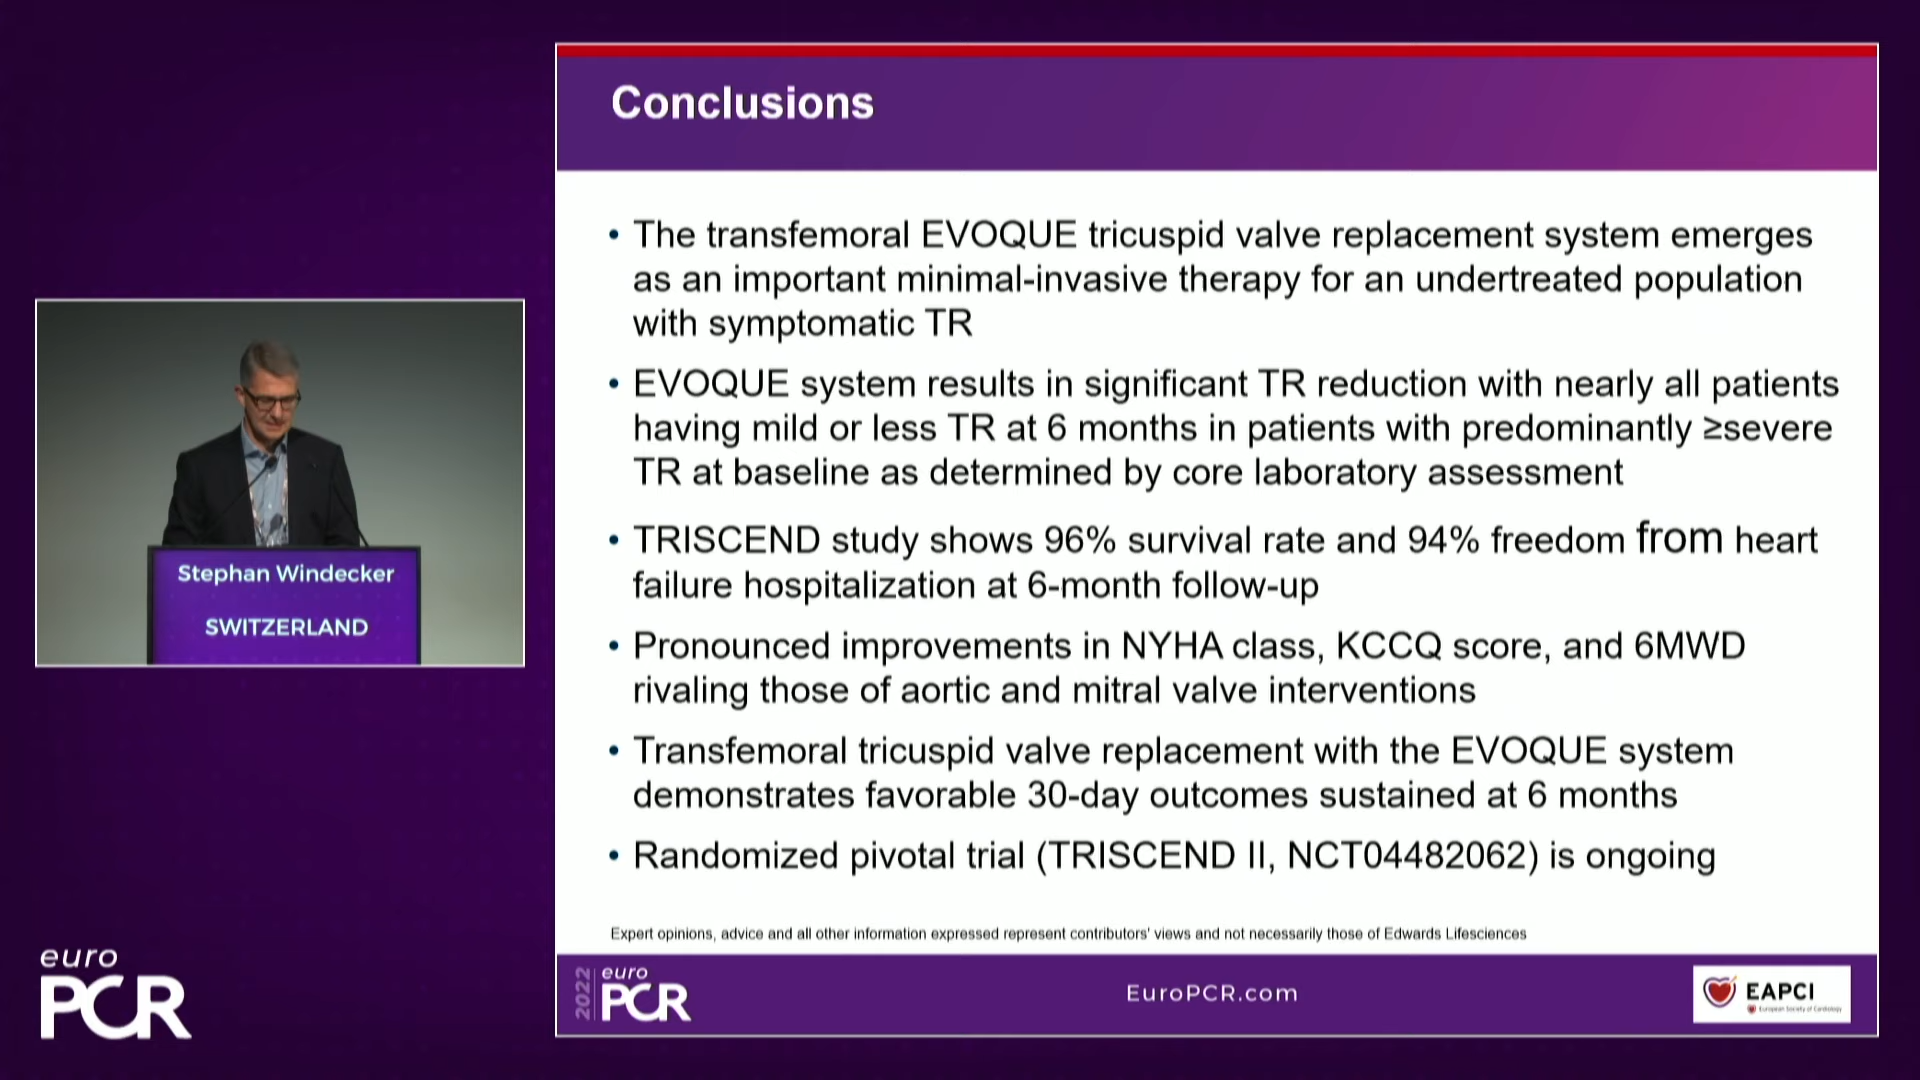 Conclusions
• The transfemoral EVOQUE tricuspid valve replacement system emerges
as an important minimal-invasive therapy for an undertreated population
with symptomatic TR
• EVOQUE system results in significant TR reduction with nearly all patients
having mild or less TR at 6 months in patients with predominantly ≥severe
TR at baseline as determined by core laboratory assessment
• TRISCEND study shows 96% survival rate and 94% freedom from heart
failure hospitalization at 6-month follow-up
• Pronounced improvements in NYHA class, KCCQ score, and 6MWD
rivaling those of aortic and mitral valve interventions
• Transfemoral tricuspid valve replacement with the EVOQUE system
demonstrates favorable 30-day outcomes sustained at 6 months
• Randomized pivotal trial (TRISCEND II, NCT04482062) is ongoing
Expert opinions, advice and all other information expressed represent contributors' views and not necessarily those of Edwards Lifesciences
2022
euro
PCR
EuroPCR.com
EAPCI
European Society of Cardiology
Stephan Windecker
SWITZERLAND
euro
PCR